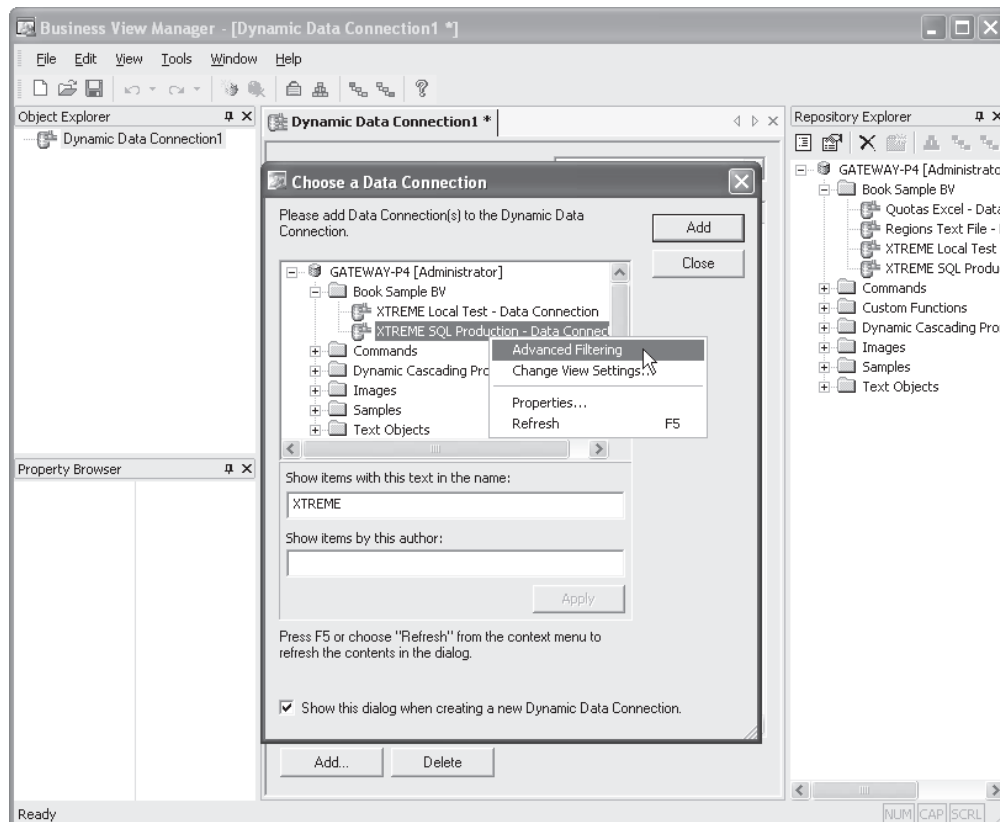 Business View Manager - [Dynamic Data Connection1 *]
File Edit View Tools Window Help
Object Explorer
Dynamic Data Connection1
Property Browser
Dynamic Data Connection1 *
Choose a Data Connection
Please add Data Connection(s) to the Dynamic Data
Connection.
Add
Close
GATEWAY-P4 [Administrator]
Book Sample BV
XTREME Local Test - Data Connection
XTREME SQL Production - Data Connect
Commands
Dynamic Cascading Pro
Images
Samples
Text Objects
Advanced Filtering
Change View Settings...
Properties...
Refresh F5
Show items with this text in the name:
XTREME
Show items by this author:
Apply
Press F5 or choose "Refresh" from the context menu to
refresh the contents in the dialog.
Show this dialog when creating a new Dynamic Data Connection.
Add... Delete
Repository Explorer
GATEWAY-P4 [Administrato
Book Sample BV
Quotas Excel - Data
Regions Text File -
XTREME Local Test
XTREME SQL Produ
Commands
Custom Functions
Dynamic Cascading Pro
Images
Samples
Text Objects
Ready
NUM CAP SCRL